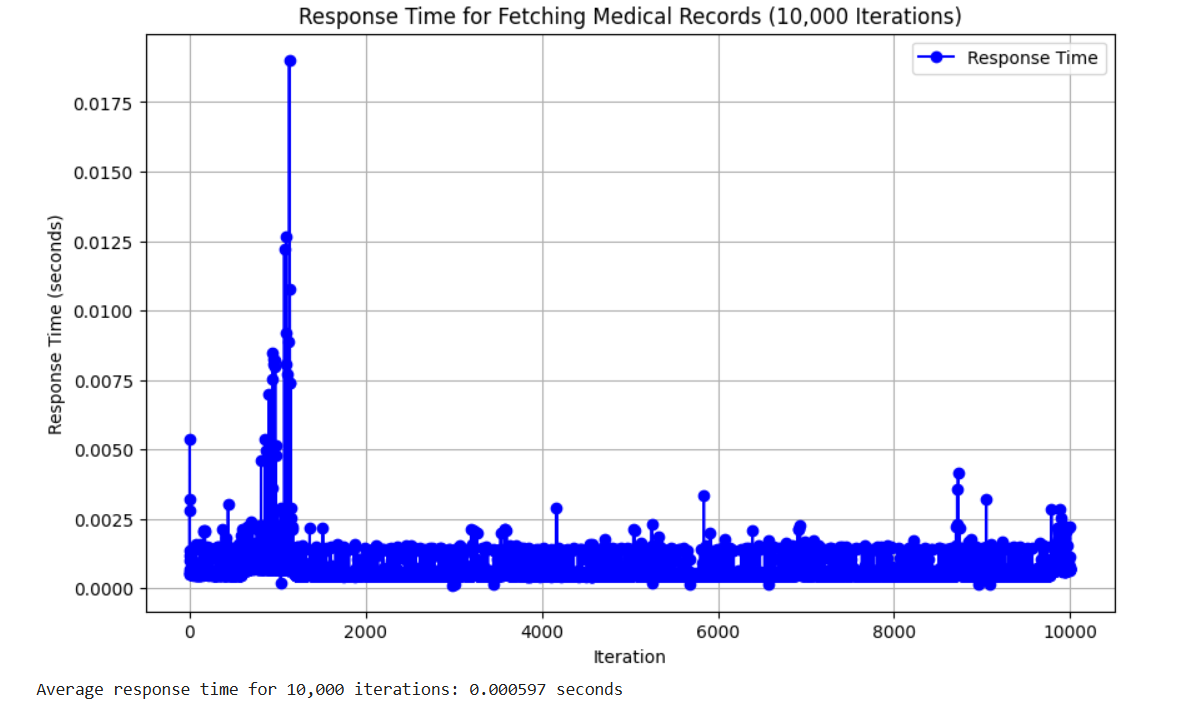 Response Time for Fetching Medical Records (10,000 Iterations)
Response Time
0.0175
0.0150
0.0125
0.0100
0.0075
0.0050
0.0025
0.0000
Response Time (seconds)
0 2000 4000 6000 8000 10000
Iteration
Average response time for 10,000 iterations: 0.000597 seconds